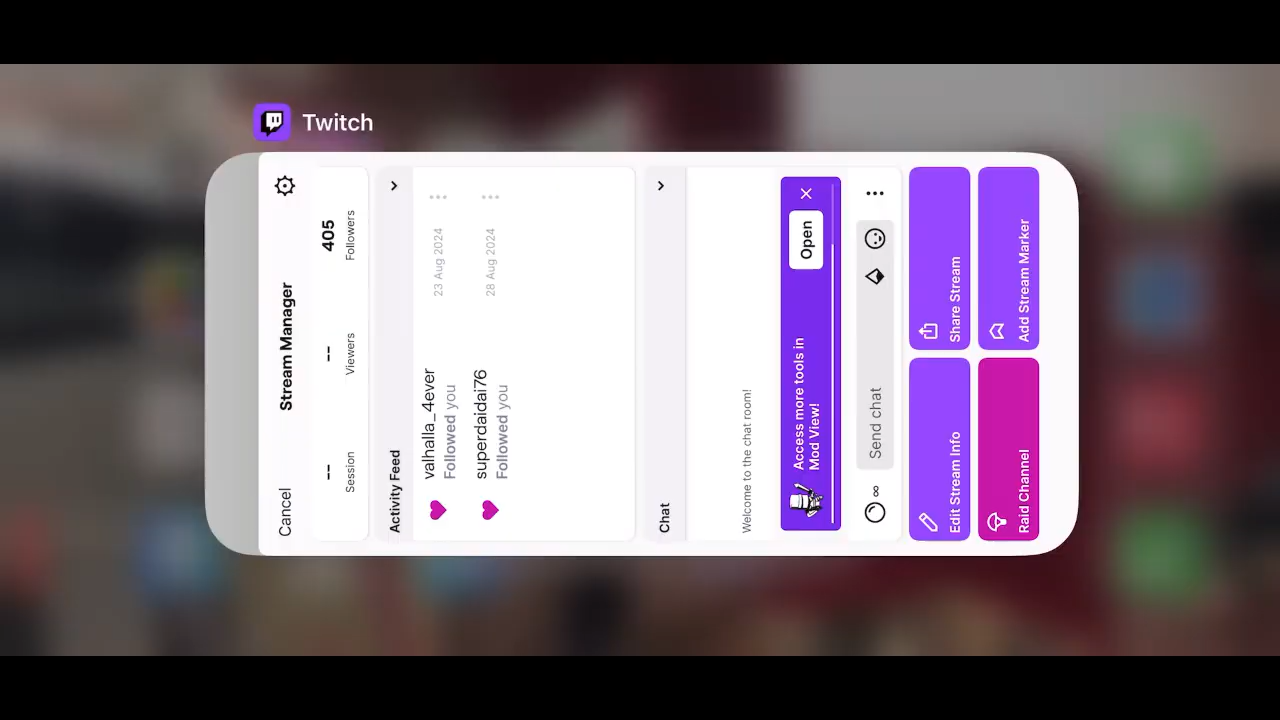 Twitch
Cancel
Stream Manager
--
Session
--
Viewers
405
Followers
Activity Feed
valhalla_4ever
Followed you
23 Aug 2024
superdaidai76
Followed you
28 Aug 2024
Chat
Welcome to the chat room!
Access more tools in
Mod View!
Open
∞
Send chat
Edit Stream Info
Share Stream
Raid Channel
Add Stream Marker